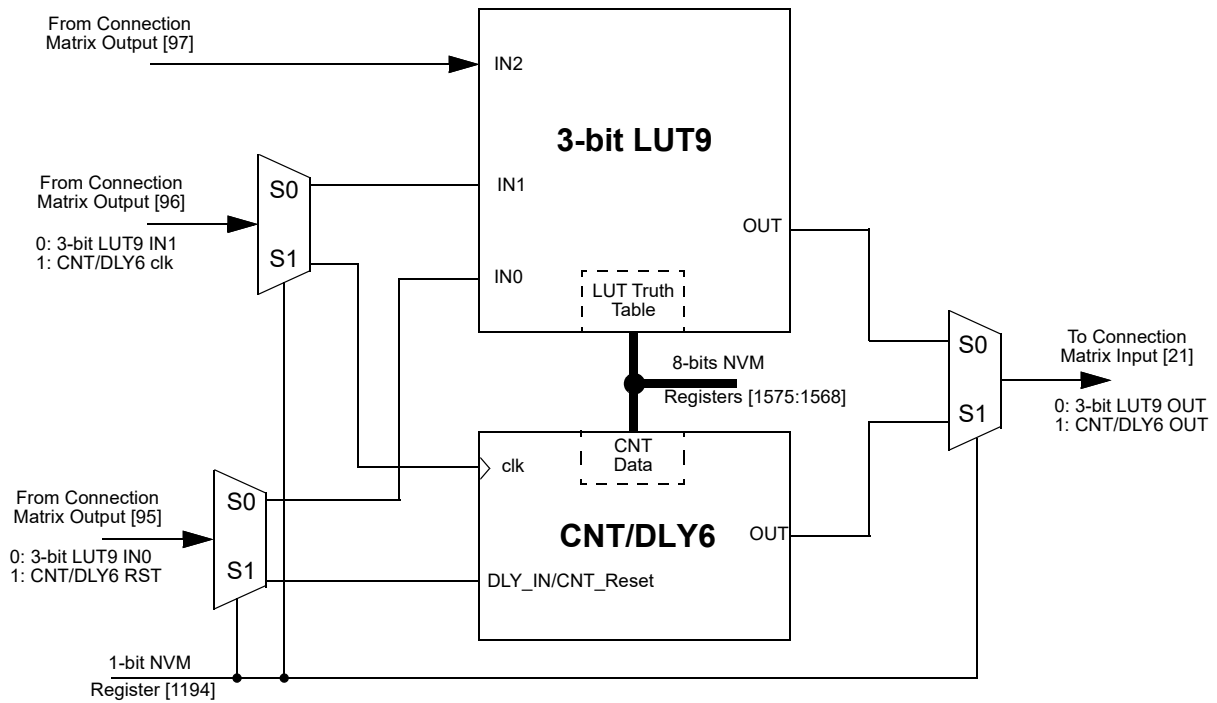 From Connection
Matrix Output [97]
IN2
3-bit LUT9
From Connection
Matrix Output [96]
0: 3-bit LUT9 IN1
1: CNT/DLY6 clk
S0
S1
IN1
OUT
IN0
LUT Truth
Table
S0
S1
To Connection
Matrix Input [21]
0: 3-bit LUT9 OUT
1: CNT/DLY6 OUT
8-bits NVM
Registers [1575:1568]
CNT
Data
clk
From Connection
Matrix Output [95]
0: 3-bit LUT9 IN0
1: CNT/DLY6 RST
S0
S1
CNT/DLY6
OUT
DLY_IN/CNT_Reset
1-bit NVM
Register [1194]